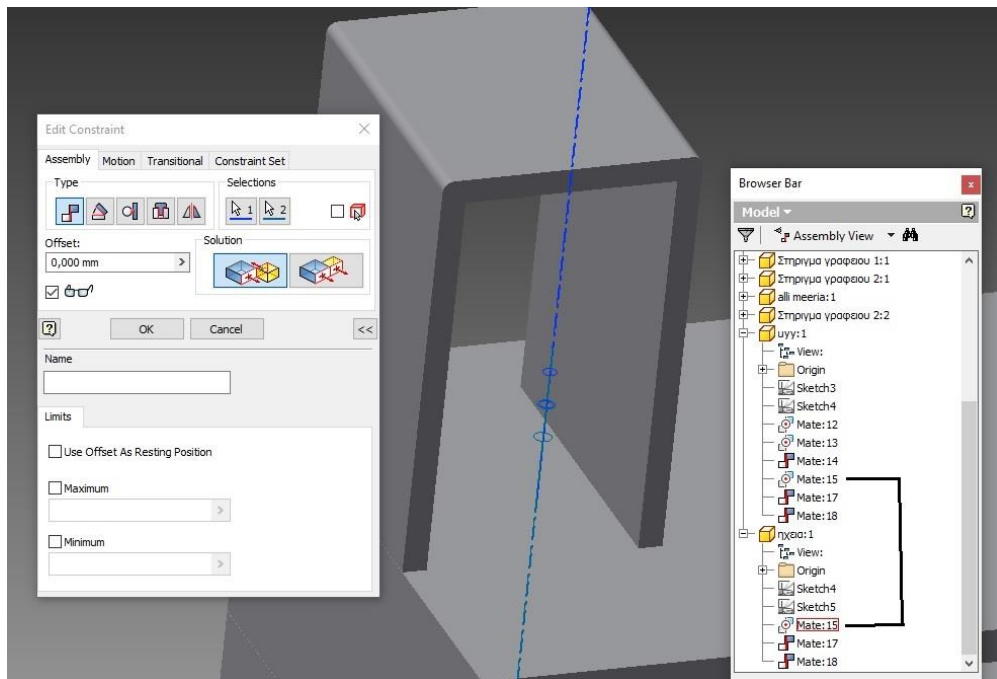 Edit Constraint
Assembly Motion Transitional Constraint Set
Type
Selections
1 2
Offset:
Solution
0,000 mm >
OK Cancel <<
Name
Limits
Use Offset As Resting Position
Maximum
>
Minimum
>
Browser Bar
x
Model
Assembly View
Στηριγμα γραφειου 1:1
Στηριγμα γραφειου 2:1
alli meeria:1
Στηριγμα γραφειου 2:2
uyy:1
View:
Origin
Sketch3
Sketch4
Mate:12
Mate:13
Mate:14
Mate:15
Mate:17
Mate:18
ηχεια:1
View:
Origin
Sketch4
Sketch5
Mate:15
Mate:17
Mate:18